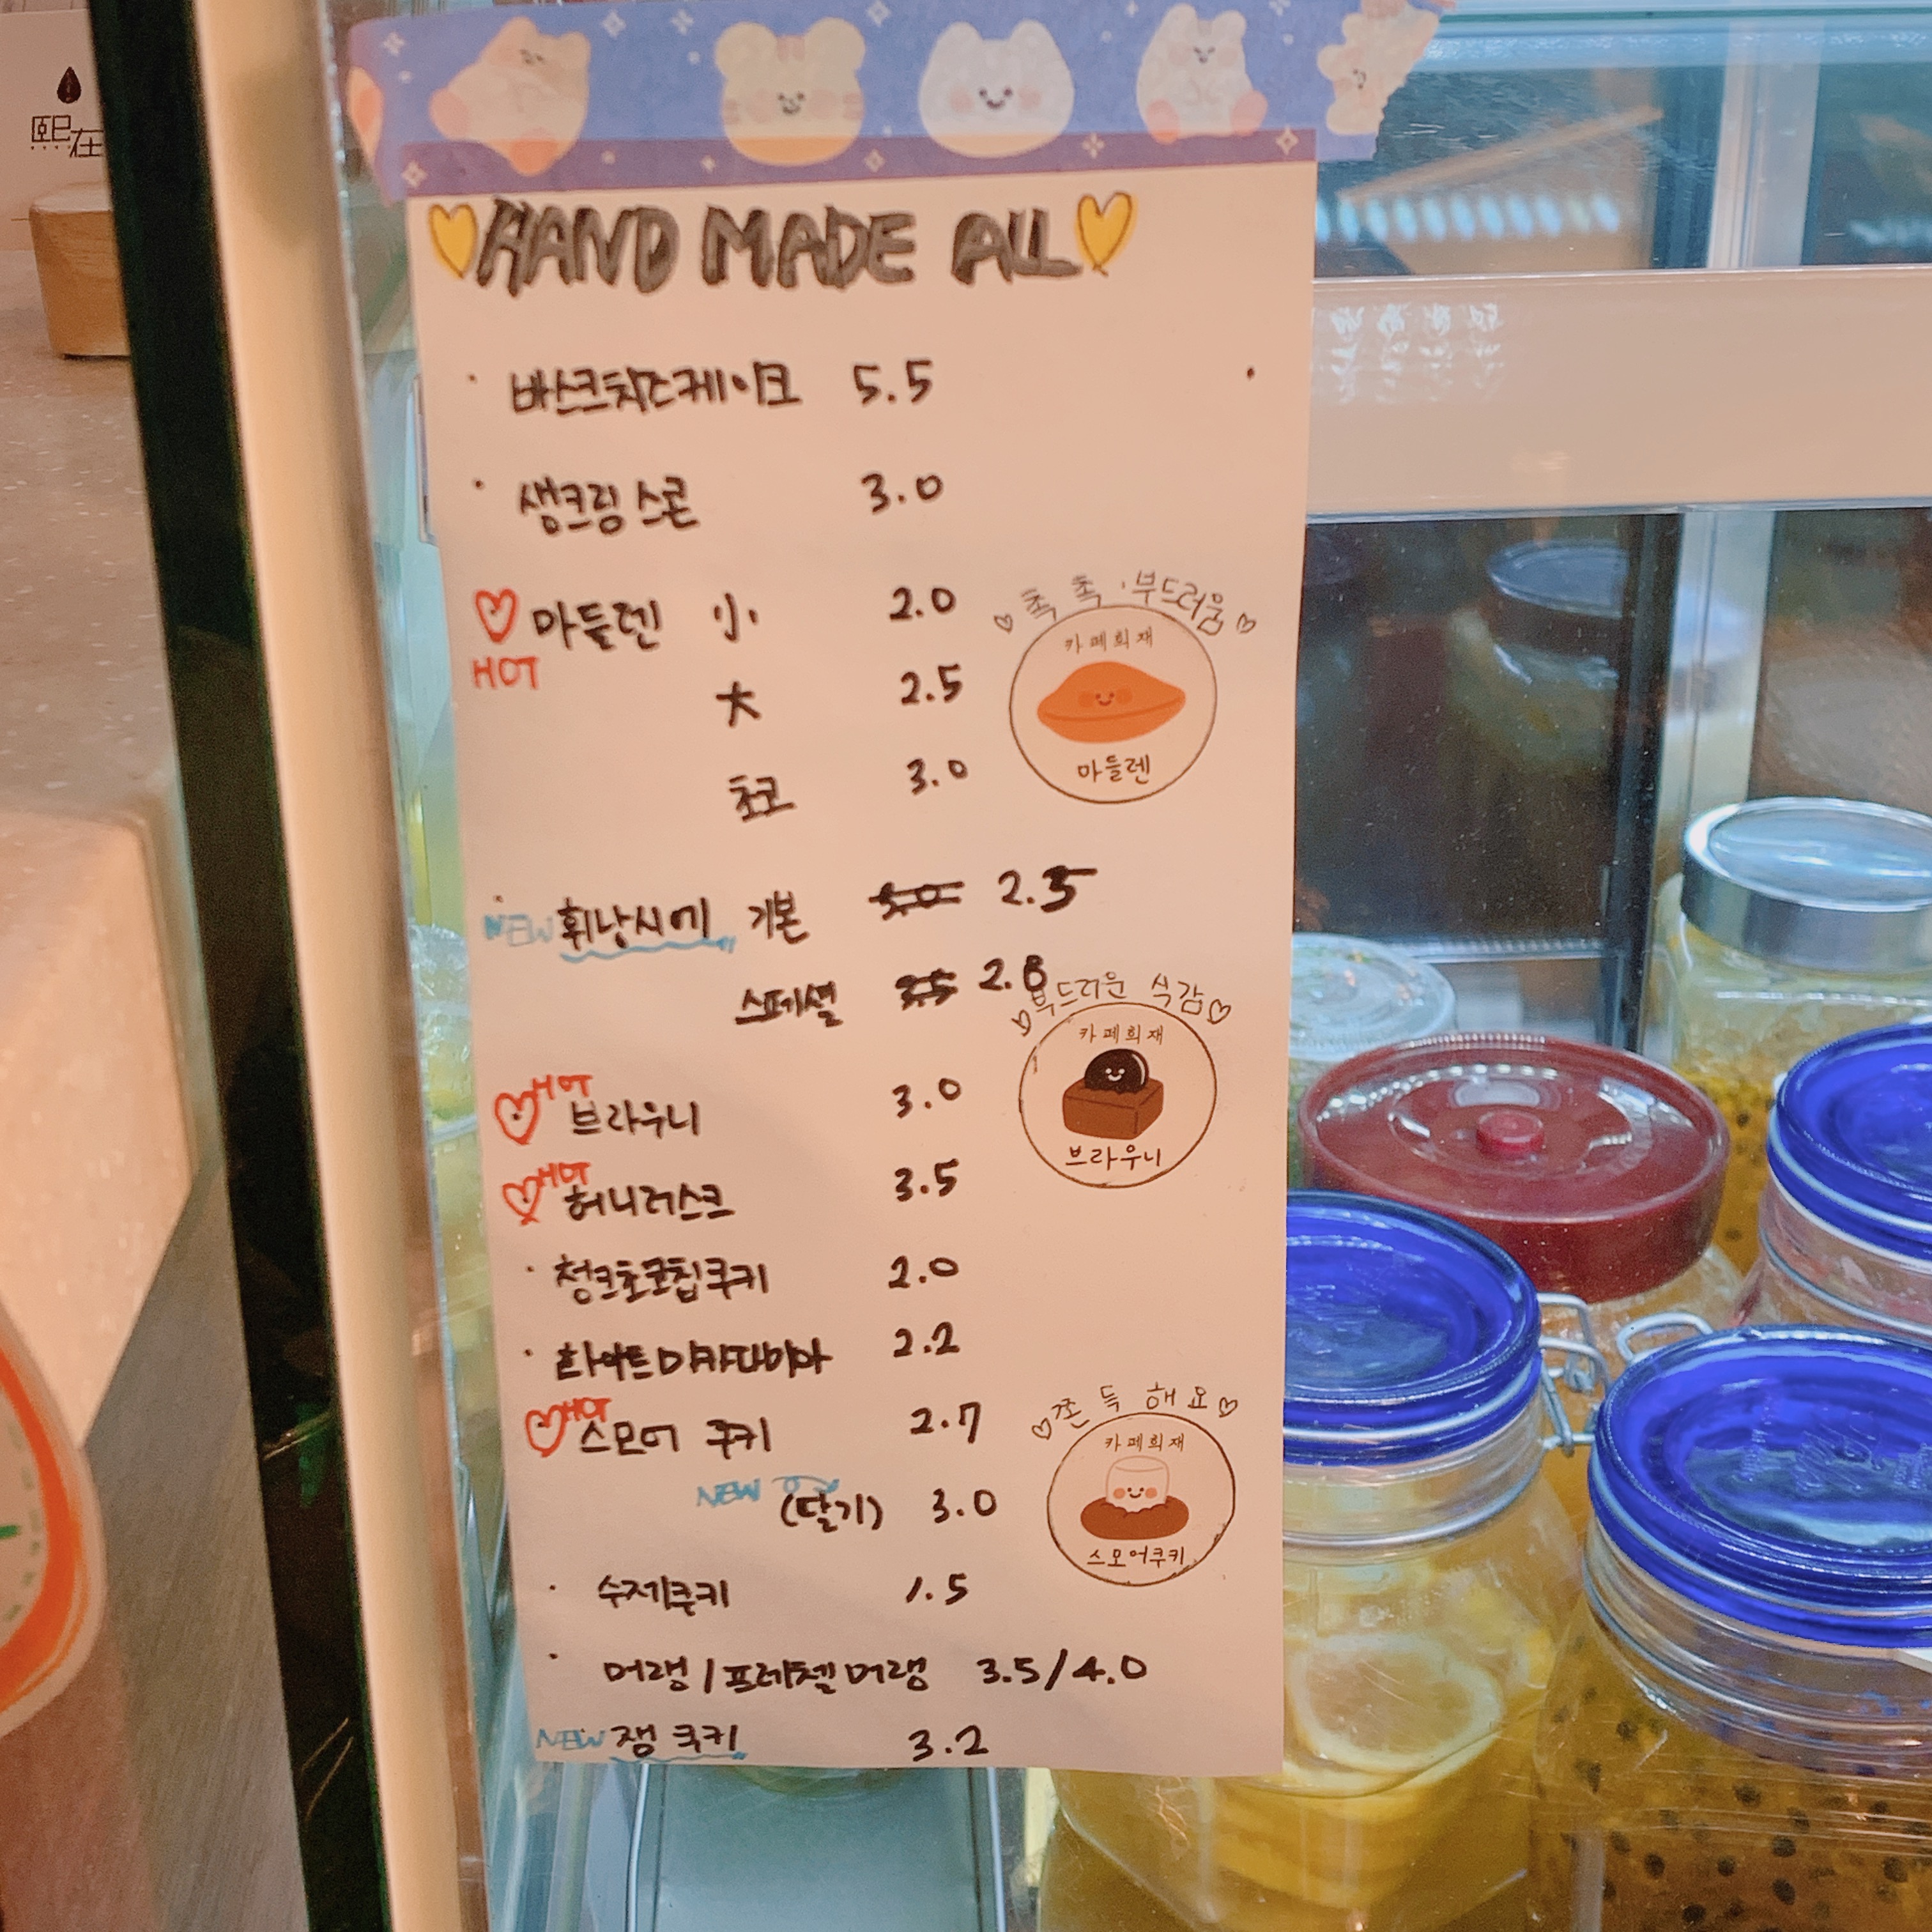 熙在
HAND MADE ALL
· 바스크치즈케이크 5.5
· 생크림 스콘 3.0
마들렌 小 2.0
HOT
大 2.5
초코 3.0
촉촉·부드러움
카페희재
마들렌
NEW 휘낭시에 기본 3.0 2.5
스페셜 3.5 2.8
부드러운 식감
카페희재
브라우니
HOT
브라우니 3.0
HOT
허니러스크 3.5
· 청크초코칩쿠키 2.0
· 화이트마카다미아 2.2
HOT
스모어 쿠키 2.7
NEW (딸기) 3.0
쫀득해요
카페희재
스모어쿠키
· 수제쿠키 1.5
· 머랭/프레첼머랭 3.5/4.0
NEW 잼 쿠키 3.2